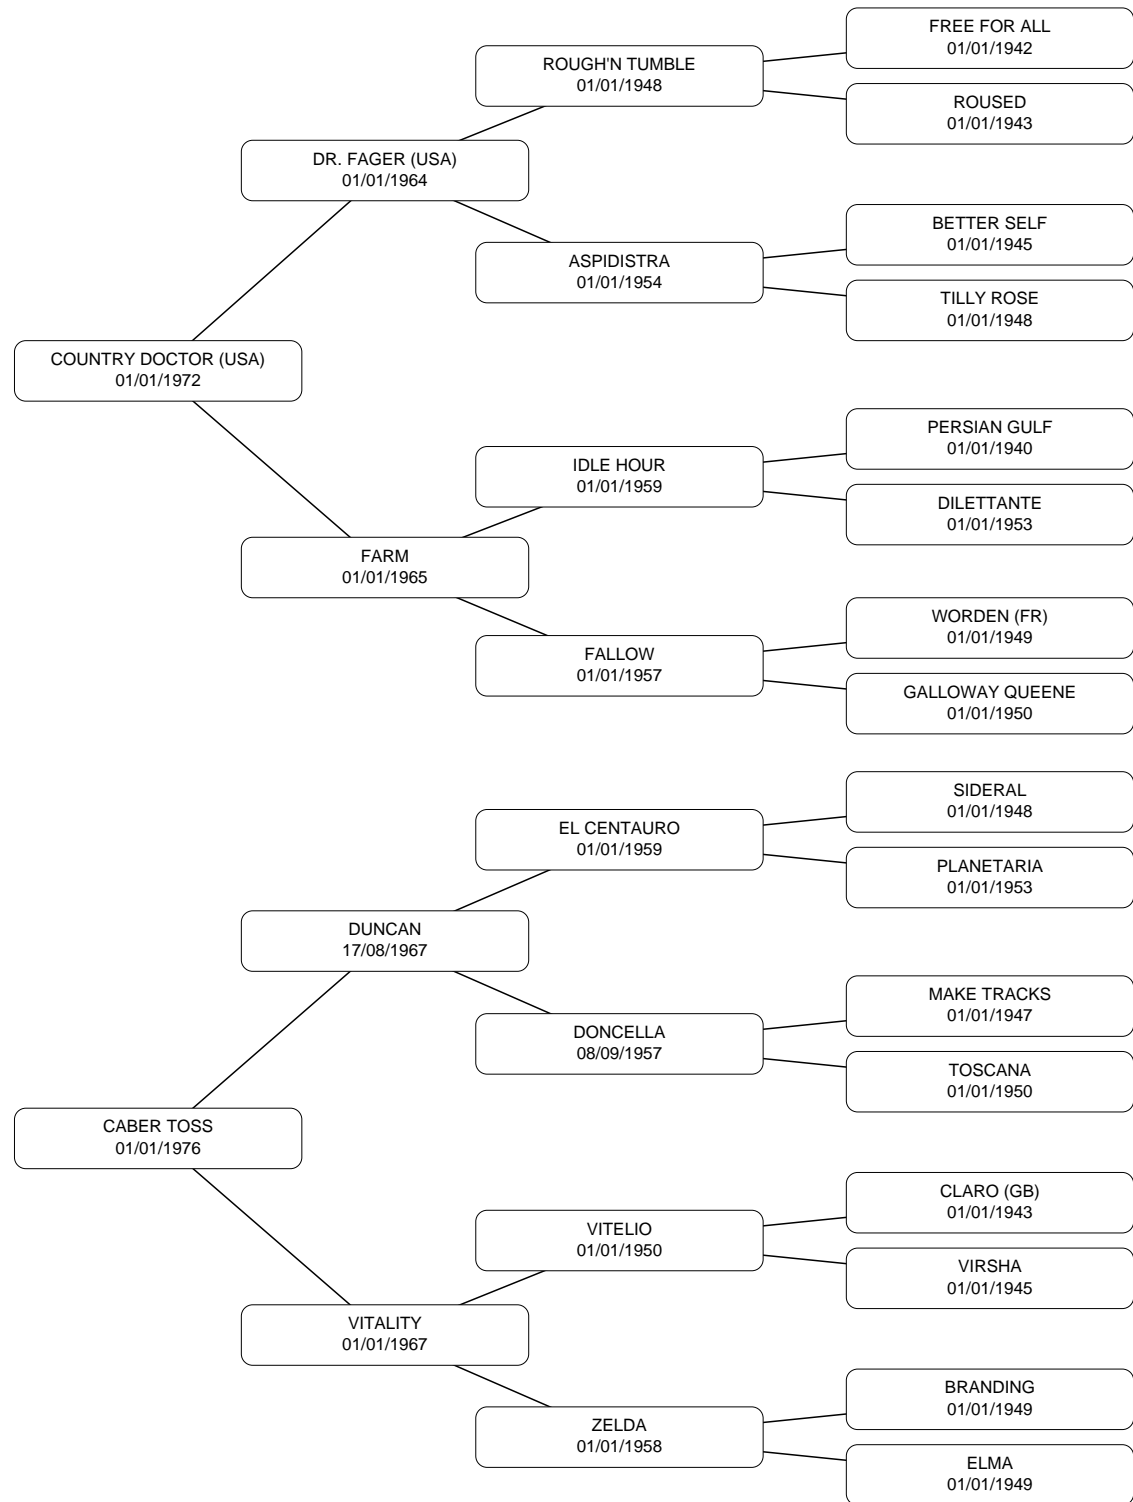 FREE FOR ALL
01/01/1942
ROUGH'N TUMBLE
01/01/1948
ROUSED
01/01/1943
DR. FAGER (USA)
01/01/1964
BETTER SELF
01/01/1945
ASPIDISTRA
01/01/1954
TILLY ROSE
01/01/1948
COUNTRY DOCTOR (USA)
01/01/1972
PERSIAN GULF
01/01/1940
IDLE HOUR
01/01/1959
DILETTANTE
01/01/1953
FARM
01/01/1965
WORDEN (FR)
01/01/1949
FALLOW
01/01/1957
GALLOWAY QUEENE
01/01/1950
SIDERAL
01/01/1948
EL CENTAURO
01/01/1959
PLANETARIA
01/01/1953
DUNCAN
17/08/1967
MAKE TRACKS
01/01/1947
DONCELLA
08/09/1957
TOSCANA
01/01/1950
CABER TOSS
01/01/1976
CLARO (GB)
01/01/1943
VITELIO
01/01/1950
VIRSHA
01/01/1945
VITALITY
01/01/1967
BRANDING
01/01/1949
ZELDA
01/01/1958
ELMA
01/01/1949